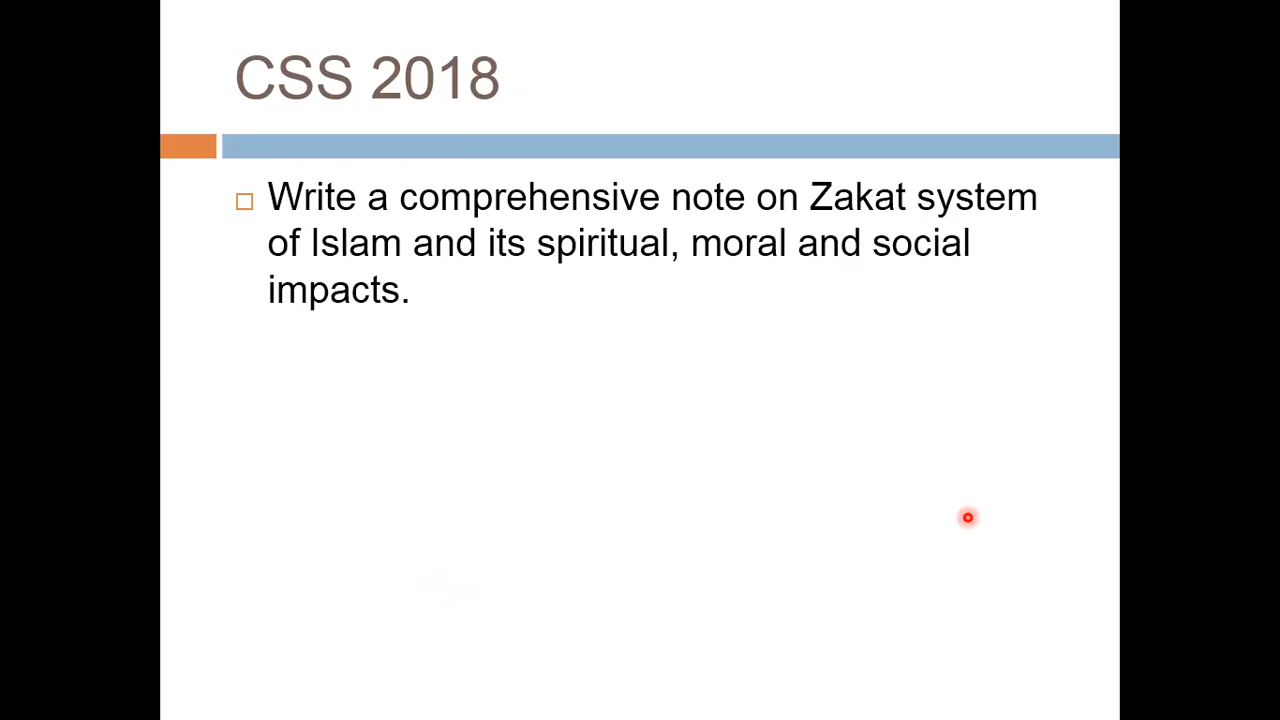 CSS 2018
Write a comprehensive note on Zakat system
of Islam and its spiritual, moral and social
impacts.